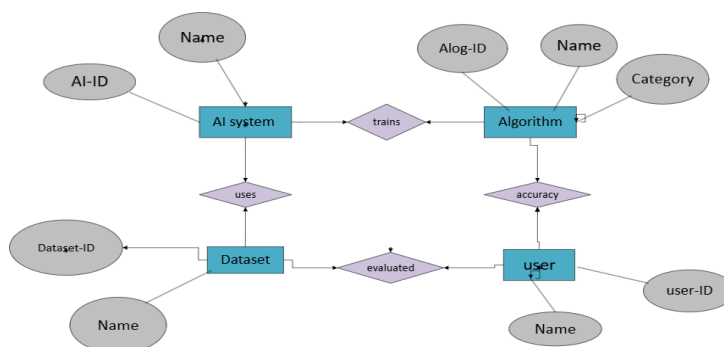 Name
Alog-ID
Name
AI-ID
Category
AI system
trains
Algorithm
uses
accuracy
Dataset-ID
Dataset
evaluated
user
user-ID
Name
Name